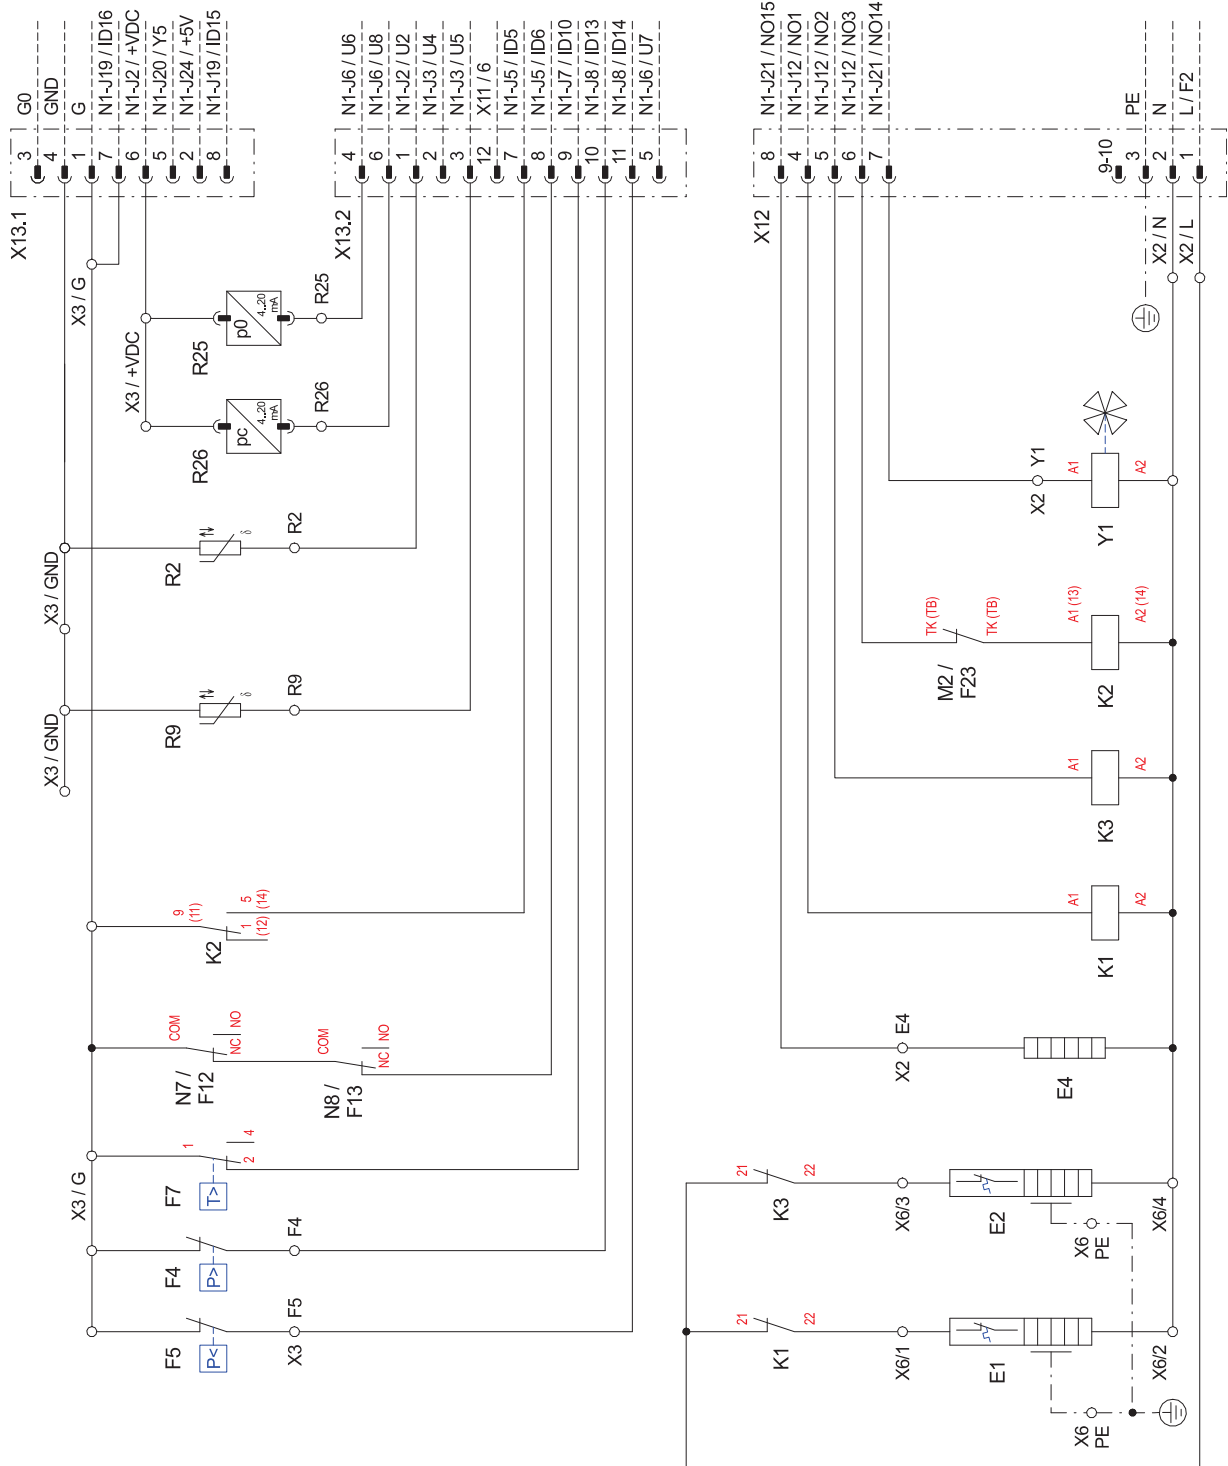 G0
GND
G
N1-J19 / ID16
N1-J2 / +VDC
N1-J20 / Y5
N1-J24 / +5V
N1-J19 / ID15
3
4
1
7
6
5
2
8
X13.1
X3 / G
X3 / +VDC
R25
p0
4..20
mA
R25
R26
pc
4..20
mA
R26
X3 / GND
R2
δ
R2
X3 / GND
R9
δ
R9
N1-J6 / U6
N1-J6 / U8
N1-J2 / U2
N1-J3 / U4
N1-J3 / U5
X11 / 6
N1-J5 / ID5
N1-J5 / ID6
N1-J7 / ID10
N1-J8 / ID13
N1-J8 / ID14
N1-J6 / U7
4
6
1
2
3
12
7
8
9
10
11
5
X13.2
K2
9
(11)
1
(12)
5
(14)
N7 /
F12
COM
NC
NO
N8 /
F13
COM
NC
NO
X3 / G
F7
T>
1
2
4
F4
P>
F4
F5
P<
X3
F5
N1-J21 / NO15
N1-J12 / NO1
N1-J12 / NO2
N1-J12 / NO3
N1-J21 / NO14
PE
N
L / F2
8
4
5
6
7
9-10
3
2
1
X12
X2 / N
X2 / L
X2
Y1
A1
A2
Y1
TK (TB)
TK (TB)
M2 /
F23
A1 (13)
A2 (14)
K2
A1
A2
K3
A1
A2
K1
X2
E4
E4
21
22
K3
X6/3
E2
X6
PE
X6/4
21
22
K1
X6/1
E1
X6
PE
X6/2